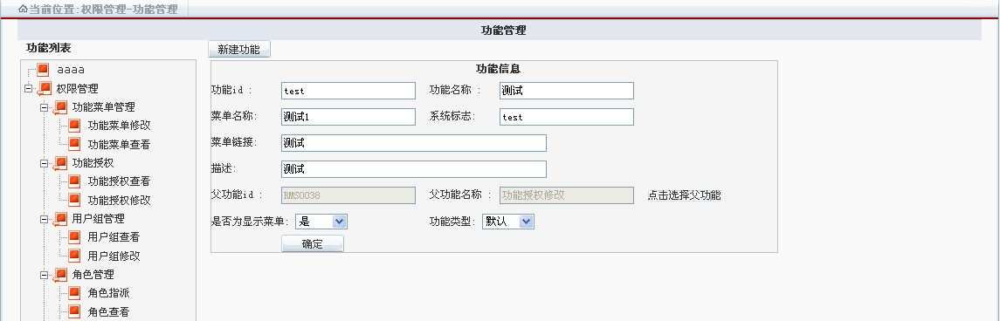 当前位置:权限管理-功能管理
功能管理
功能列表
aaaa
权限管理
功能菜单管理
功能菜单修改
功能菜单查看
功能授权
功能授权查看
功能授权修改
用户组管理
用户组查看
用户组修改
角色管理
角色指派
角色查看
新建功能
功能信息
功能id : test 功能名称 : 测试
菜单名称: 测试1 系统标志: test
菜单链接: 测试
描述: 测试
父功能id : RMS0038 父功能名称 : 功能授权修改 点击选择父功能
是否为显示菜单: 是 功能类型: 默认
确定